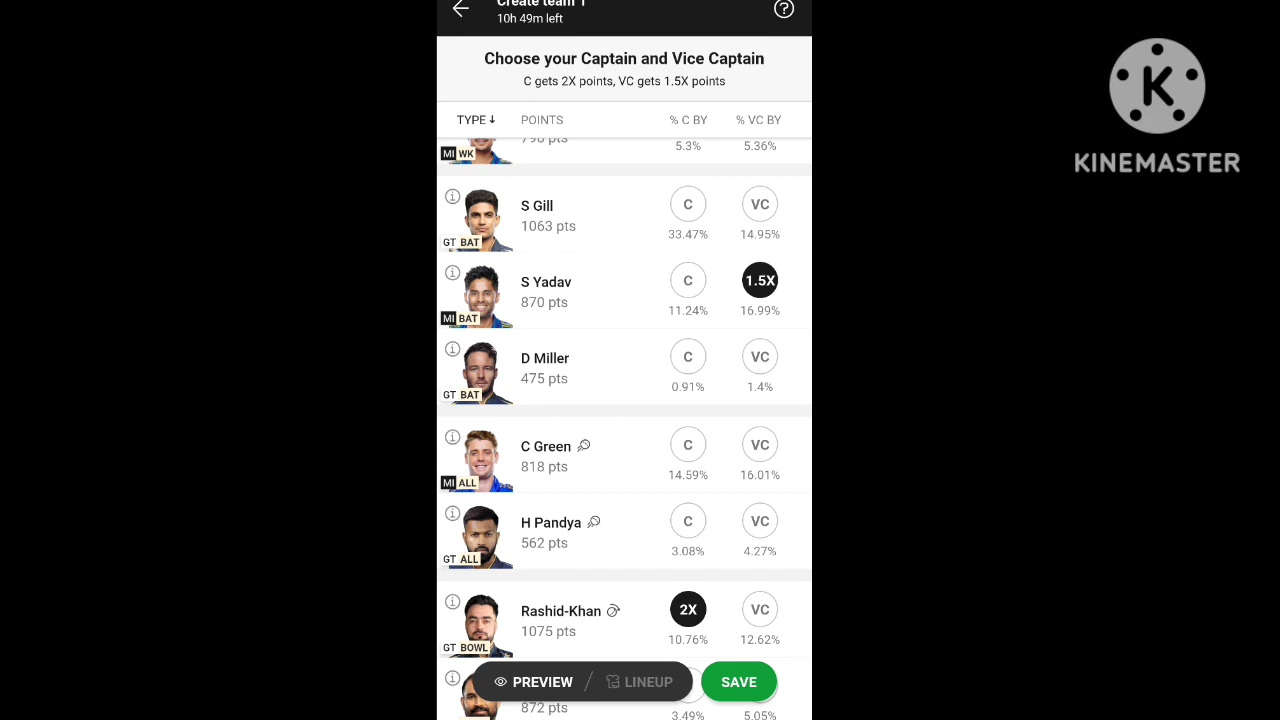 Create team 1
10h 49m left
Choose your Captain and Vice Captain
C gets 2X points, VC gets 1.5X points
TYPE POINTS % C BY % VC BY
798 pts
MI WK 5.3% 5.36%
S Gill C VC
1063 pts
GT BAT 33.47% 14.95%
S Yadav C 1.5X
870 pts
MI BAT 11.24% 16.99%
D Miller C VC
475 pts
GT BAT 0.91% 1.4%
C Green C VC
818 pts
MI ALL 14.59% 16.01%
H Pandya C VC
562 pts
GT ALL 3.08% 4.27%
Rashid-Khan 2X VC
1075 pts
GT BOWL 10.76% 12.62%
PREVIEW / LINEUP SAVE
872 pts 3.49% 5.05%
K
KINEMASTER